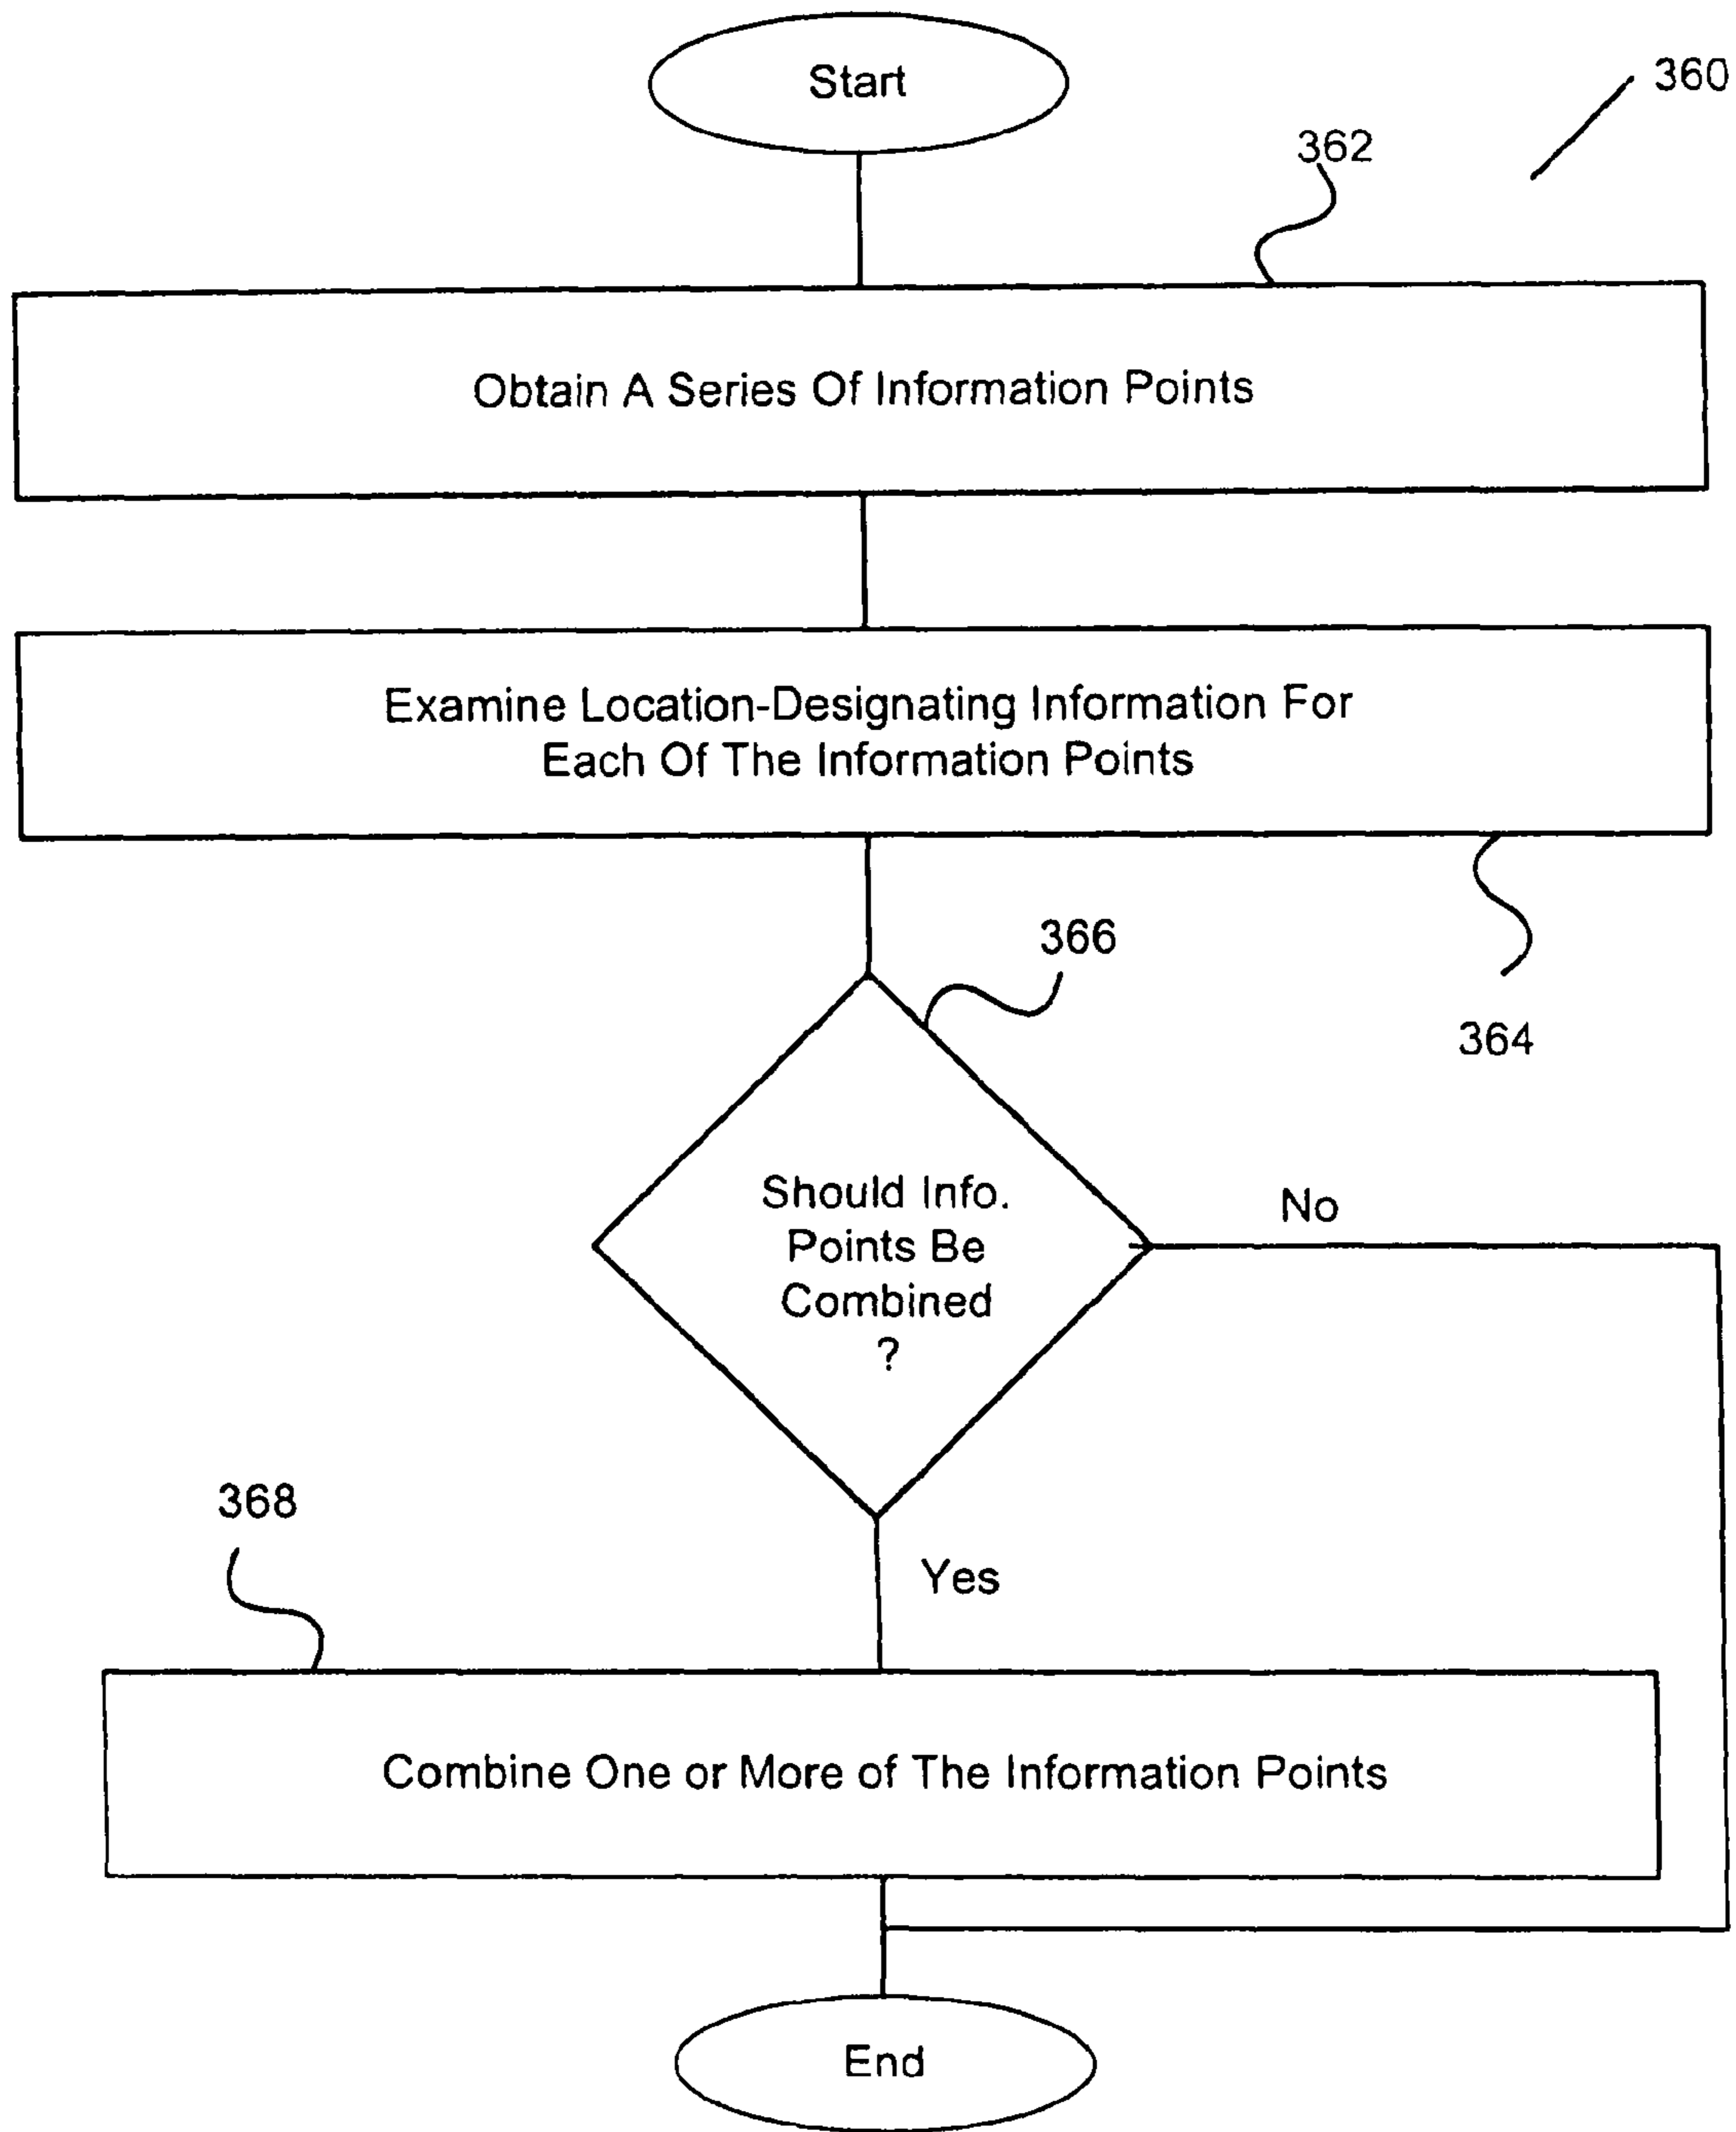 Start
360
362
Obtain A Series Of Information Points
Examine Location-Designating Information For
Each Of The Information Points
366
364
Should Info.
Points Be
Combined
?
No
368
Yes
Combine One or More of The Information Points
End